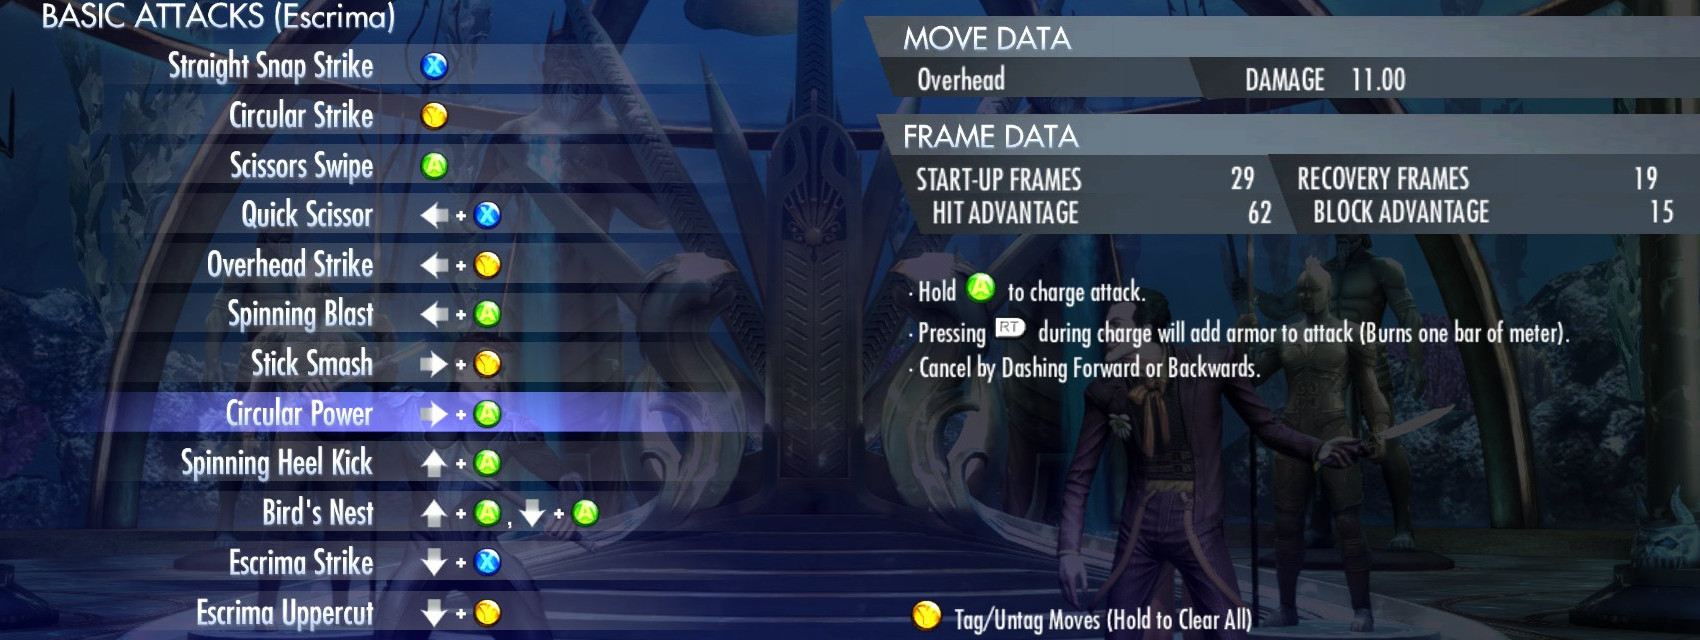 BASIC ATTACKS (Escrima)
Straight Snap Strike X
Circular Strike Y
Scissors Swipe A
Quick Scissor ← + X
Overhead Strike ← + Y
Spinning Blast ← + A
Stick Smash → + Y
Circular Power → + A
Spinning Heel Kick ↑ + A
Bird's Nest ↑ + A , ↓ + A
Escrima Strike ↓ + X
Escrima Uppercut ↓ + Y
MOVE DATA
Overhead DAMAGE 11.00
FRAME DATA
START-UP FRAMES 29 RECOVERY FRAMES 19
HIT ADVANTAGE 62 BLOCK ADVANTAGE 15
· Hold A to charge attack.
· Pressing RT during charge will add armor to attack (Burns one bar of meter).
· Cancel by Dashing Forward or Backwards.
Y Tag/Untag Moves (Hold to Clear All)